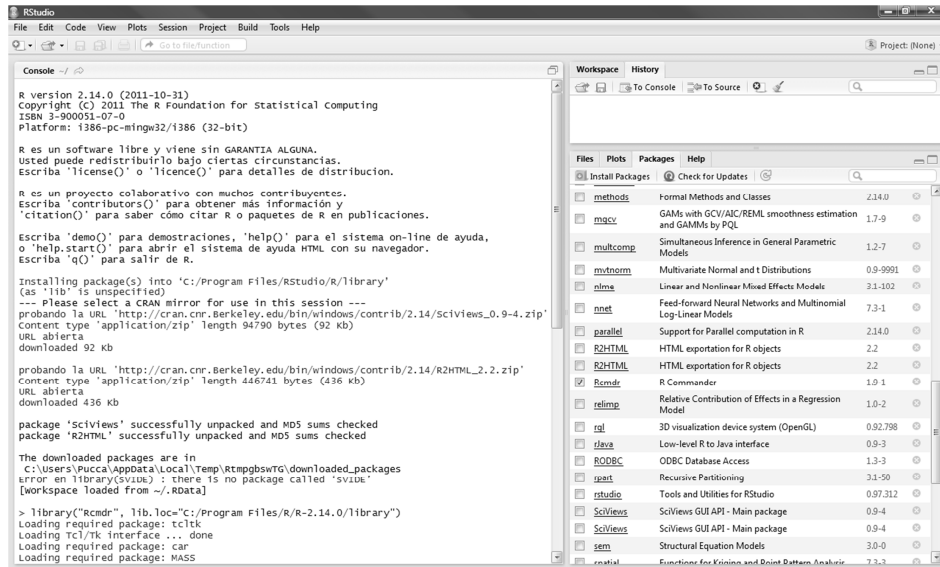 RStudio
File Edit Code View Plots Session Project Build Tools Help
Go to file/function
Project: (None)
Console ~/
R version 2.14.0 (2011-10-31)
Copyright (C) 2011 The R Foundation for Statistical Computing
ISBN 3-900051-07-0
Platform: i386-pc-mingw32/i386 (32-bit)
R es un software libre y viene sin GARANTIA ALGUNA.
Usted puede redistribuirlo bajo ciertas circunstancias.
Escriba 'license()' o 'licence()' para detalles de distribucion.
R es un proyecto colaborativo con muchos contribuyentes.
Escriba 'contributors()' para obtener más información y
'citation()' para saber cómo citar R o paquetes de R en publicaciones.
Escriba 'demo()' para demostraciones, 'help()' para el sistema on-line de ayuda,
o 'help.start()' para abrir el sistema de ayuda HTML con su navegador.
Escriba 'q()' para salir de R.
Installing package(s) into ‘C:/Program Files/RStudio/R/library’
(as ‘lib’ is unspecified)
--- Please select a CRAN mirror for use in this session ---
probando la URL 'http://cran.cnr.Berkeley.edu/bin/windows/contrib/2.14/SciViews_0.9-4.zip'
Content type 'application/zip' length 94790 bytes (92 Kb)
URL abierta
downloaded 92 Kb
probando la URL 'http://cran.cnr.Berkeley.edu/bin/windows/contrib/2.14/R2HTML_2.2.zip'
Content type 'application/zip' length 446741 bytes (436 Kb)
URL abierta
downloaded 436 Kb
package ‘SciViews’ successfully unpacked and MD5 sums checked
package ‘R2HTML’ successfully unpacked and MD5 sums checked
The downloaded packages are in
C:\Users\Pucca\AppData\Local\Temp\RtmpgbswTG\downloaded_packages
Error en library(SVIDE) : there is no package called ‘SVIDE’
[Workspace loaded from ~/.RData]
> library("Rcmdr", lib.loc="C:/Program Files/R/R-2.14.0/library")
Loading required package: tcltk
Loading Tcl/Tk interface ... done
Loading required package: car
Loading required package: MASS
Workspace History
To Console To Source
Files Plots Packages Help
Install Packages Check for Updates
methods Formal Methods and Classes 2.14.0
mgcv GAMs with GCV/AIC/REML smoothness estimation and GAMMs by PQL 1.7-9
multcomp Simultaneous Inference in General Parametric Models 1.2-7
mvtnorm Multivariate Normal and t Distributions 0.9-9991
nlme Linear and Nonlinear Mixed Effects Models 3.1-102
nnet Feed-forward Neural Networks and Multinomial Log-Linear Models 7.3-1
parallel Support for Parallel computation in R 2.14.0
R2HTML HTML exportation for R objects 2.2
R2HTML HTML exportation for R objects 2.2
Rcmdr R Commander 1.9-1
relimp Relative Contribution of Effects in a Regression Model 1.0-2
rgl 3D visualization device system (OpenGL) 0.92.798
rJava Low-level R to Java interface 0.9-3
RODBC ODBC Database Access 1.3-3
rpart Recursive Partitioning 3.1-50
rstudio Tools and Utilities for RStudio 0.97.312
SciViews SciViews GUI API - Main package 0.9-4
SciViews SciViews GUI API - Main package 0.9-4
sem Structural Equation Models 3.0-0
spatial Functions for Kriging and Point Pattern Analysis 7.3-3